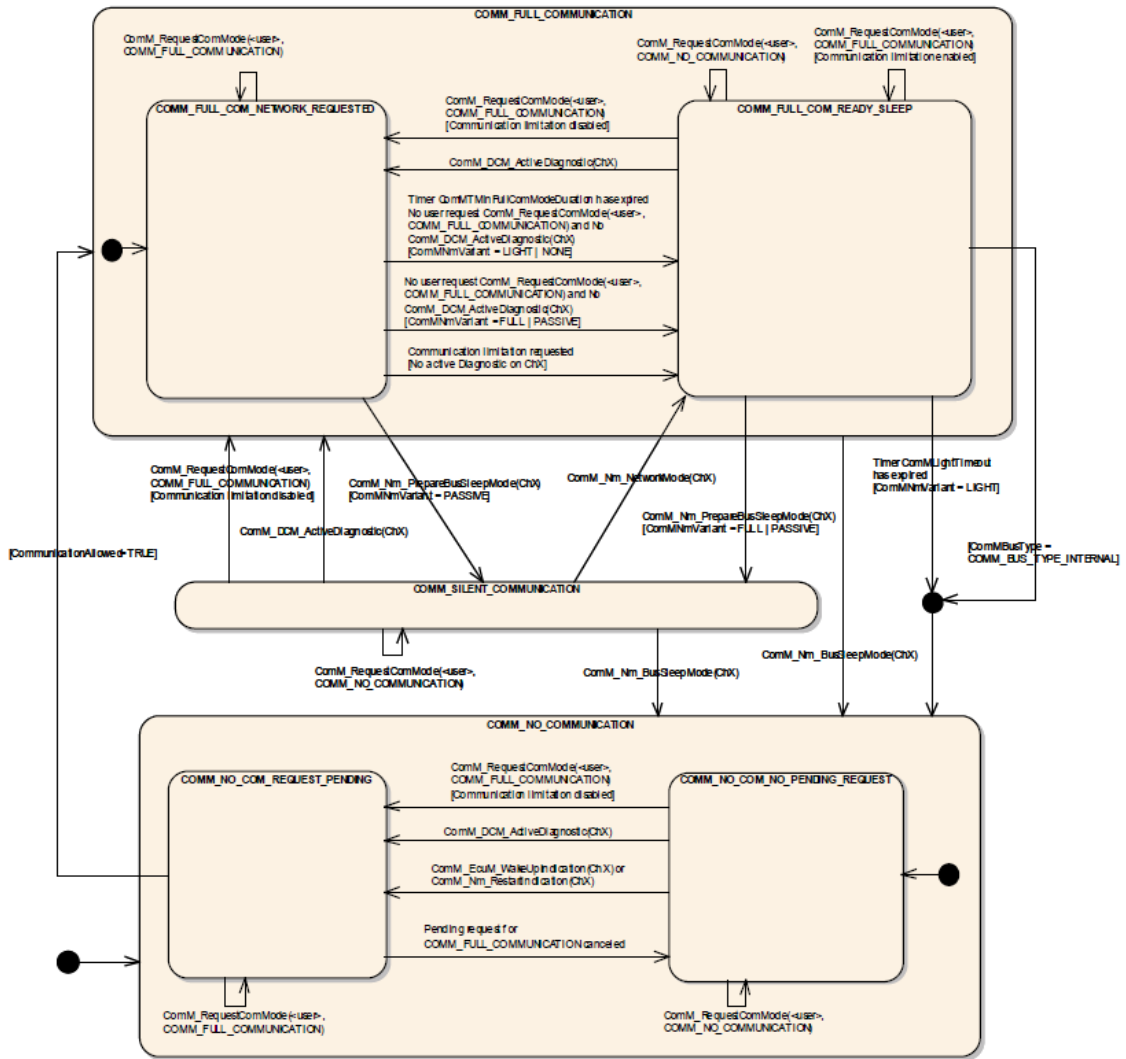 COMM_FULL_COMMUNICATION
ComM_RequestComMode(<user>,
COMM_FULL_COMMUNICATION)
ComM_RequestComMode(<user>,
COMM_NO_COMMUNICATION)
ComM_RequestComMode(<user>,
COMM_FULL_COMMUNICATION)
[Communication limitation enabled]
COMM_FULL_COM_NETWORK_REQUESTED
COMM_FULL_COM_READY_SLEEP
ComM_RequestComMode(<user>,
COMM_FULL_COMMUNICATION)
[Communication limitation disabled]
ComM_DCM_ActiveDiagnostic(ChX)
Timer ComMTMinFullComModeDuration has expired
No user request ComM_RequestComMode(<user>,
COMM_FULL_COMMUNICATION) and No
ComM_DCM_ActiveDiagnostic(ChX)
[ComMNmVariant = LIGHT | NONE]
No user request ComM_RequestComMode(<user>,
COMM_FULL_COMMUNICATION) and No
ComM_DCM_ActiveDiagnostic(ChX)
[ComMNmVariant = FULL | PASSIVE]
Communication limitation requested
[No active Diagnostic on ChX]
ComM_RequestComMode(<user>,
COMM_FULL_COMMUNICATION)
[Communication limitation disabled]
ComM_DCM_ActiveDiagnostic(ChX)
ComM_Nm_PrepareBusSleepMode(ChX)
[ComMNmVariant = PASSIVE]
ComM_Nm_NetworkMode(ChX)
ComM_Nm_PrepareBusSleepMode(ChX)
[ComMNmVariant = FULL | PASSIVE]
Timer ComMLightTimeout
has expired
[ComMNmVariant = LIGHT]
[ComMBusType =
COMM_BUS_TYPE_INTERNAL]
[CommunicationAllowed=TRUE]
COMM_SILENT_COMMUNICATION
ComM_RequestComMode(<user>,
COMM_NO_COMMUNICATION)
ComM_Nm_BusSleepMode(ChX)
ComM_Nm_BusSleepMode(ChX)
COMM_NO_COMMUNICATION
COMM_NO_COM_REQUEST_PENDING
COMM_NO_COM_NO_PENDING_REQUEST
ComM_RequestComMode(<user>,
COMM_FULL_COMMUNICATION)
[Communication limitation disabled]
ComM_DCM_ActiveDiagnostic(ChX)
ComM_EcuM_WakeUpIndication(ChX) or
ComM_Nm_RestartIndication(ChX)
Pending request for
COMM_FULL_COMMUNICATION canceled
ComM_RequestComMode(<user>,
COMM_FULL_COMMUNICATION)
ComM_RequestComMode(<user>,
COMM_NO_COMMUNICATION)